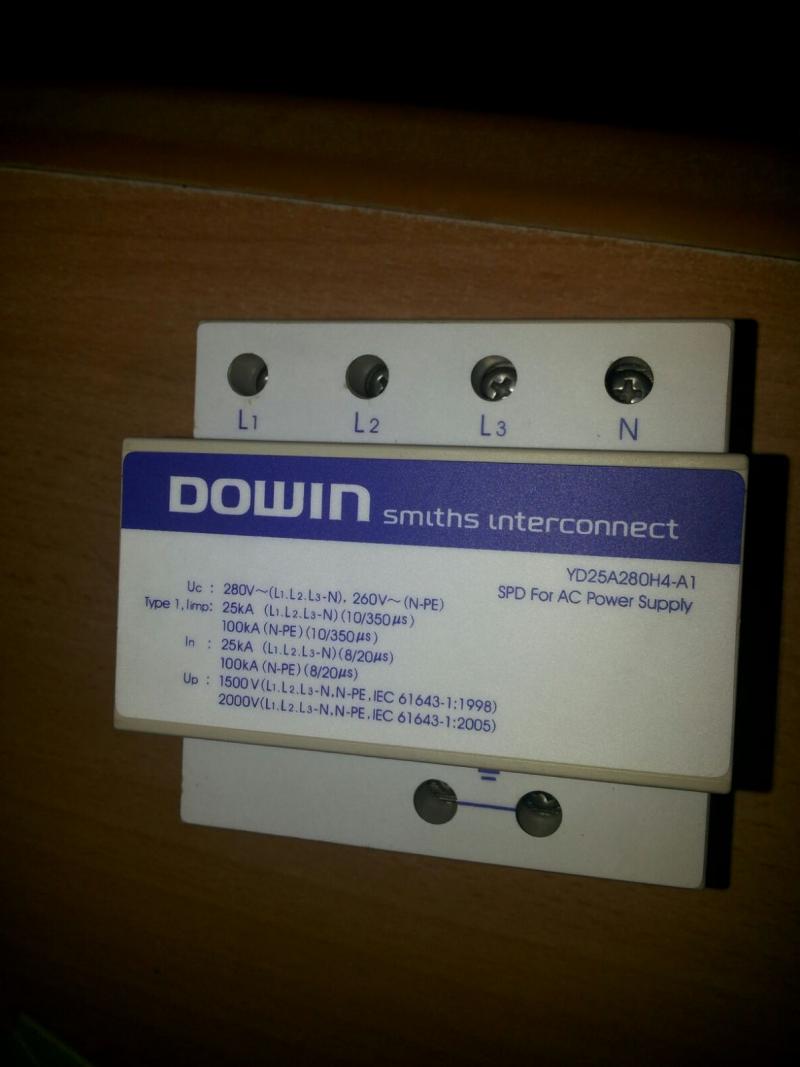 L1 L2 L3 N
DOWIN smiths interconnect
YD25A280H4-A1
SPD For AC Power Supply
Uc : 280V～(L1.L2.L3-N). 260V～(N-PE)
Type 1, Iimp: 25kA (L1.L2.L3-N)(10/350μs)
100kA (N-PE)(10/350μs)
In : 25kA (L1.L2.L3-N)(8/20μs)
100kA (N-PE)(8/20μs)
Up : 1500V(L1.L2.L3-N.N-PE,IEC 61643-1:1998)
2000V(L1.L2.L3-N.N-PE,IEC 61643-1:2005)